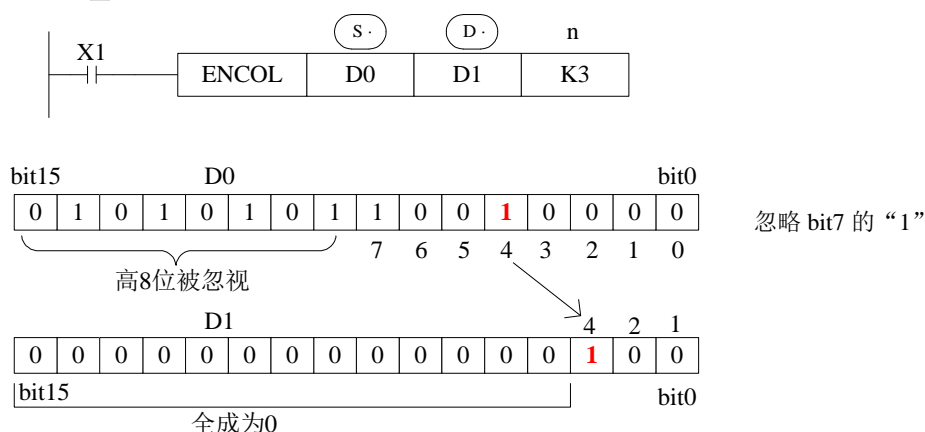 S · D · n
X1
ENCOL D0 D1 K3
bit15 D0 bit0
0 1 0 1 0 1 0 1 1 0 0 1 0 0 0 0
忽略 bit7 的“1”
7 6 5 4 3 2 1 0
高8位被忽视
D1 4 2 1
0 0 0 0 0 0 0 0 0 0 0 0 0 1 0 0
bit15 bit0
全成为0